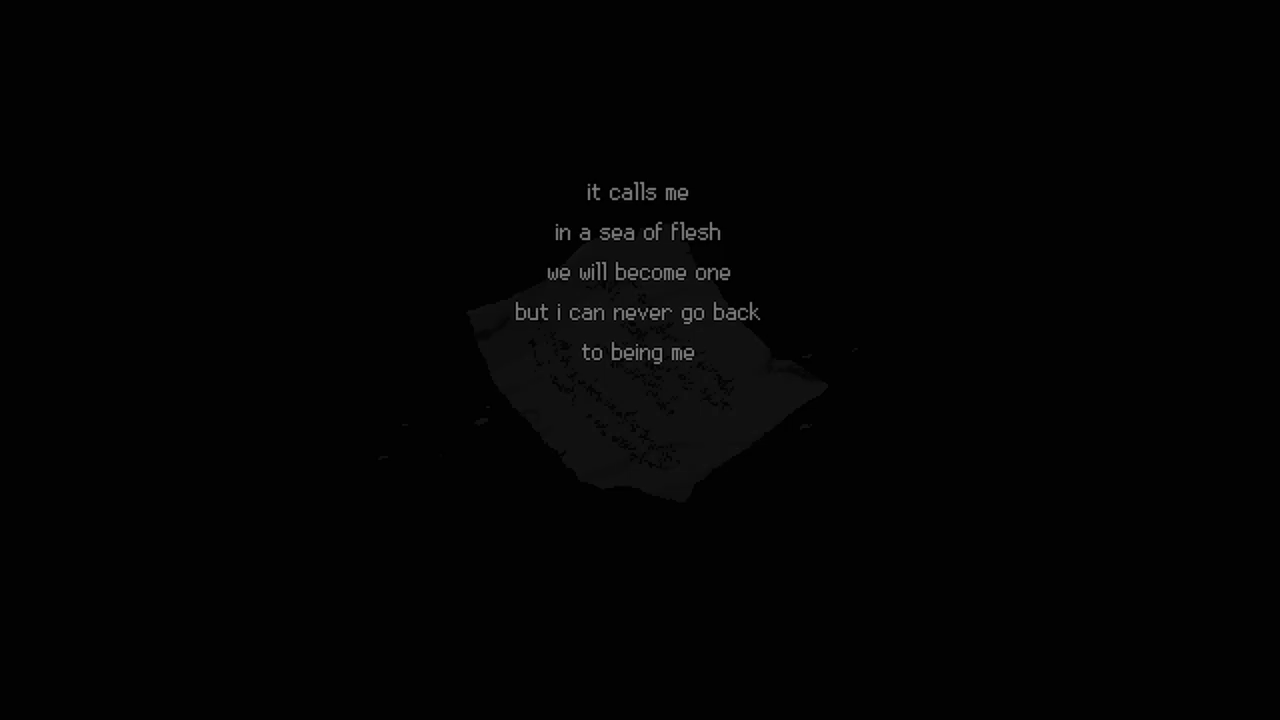 it calls me
in a sea of flesh
we will become one
but i can never go back
to being me